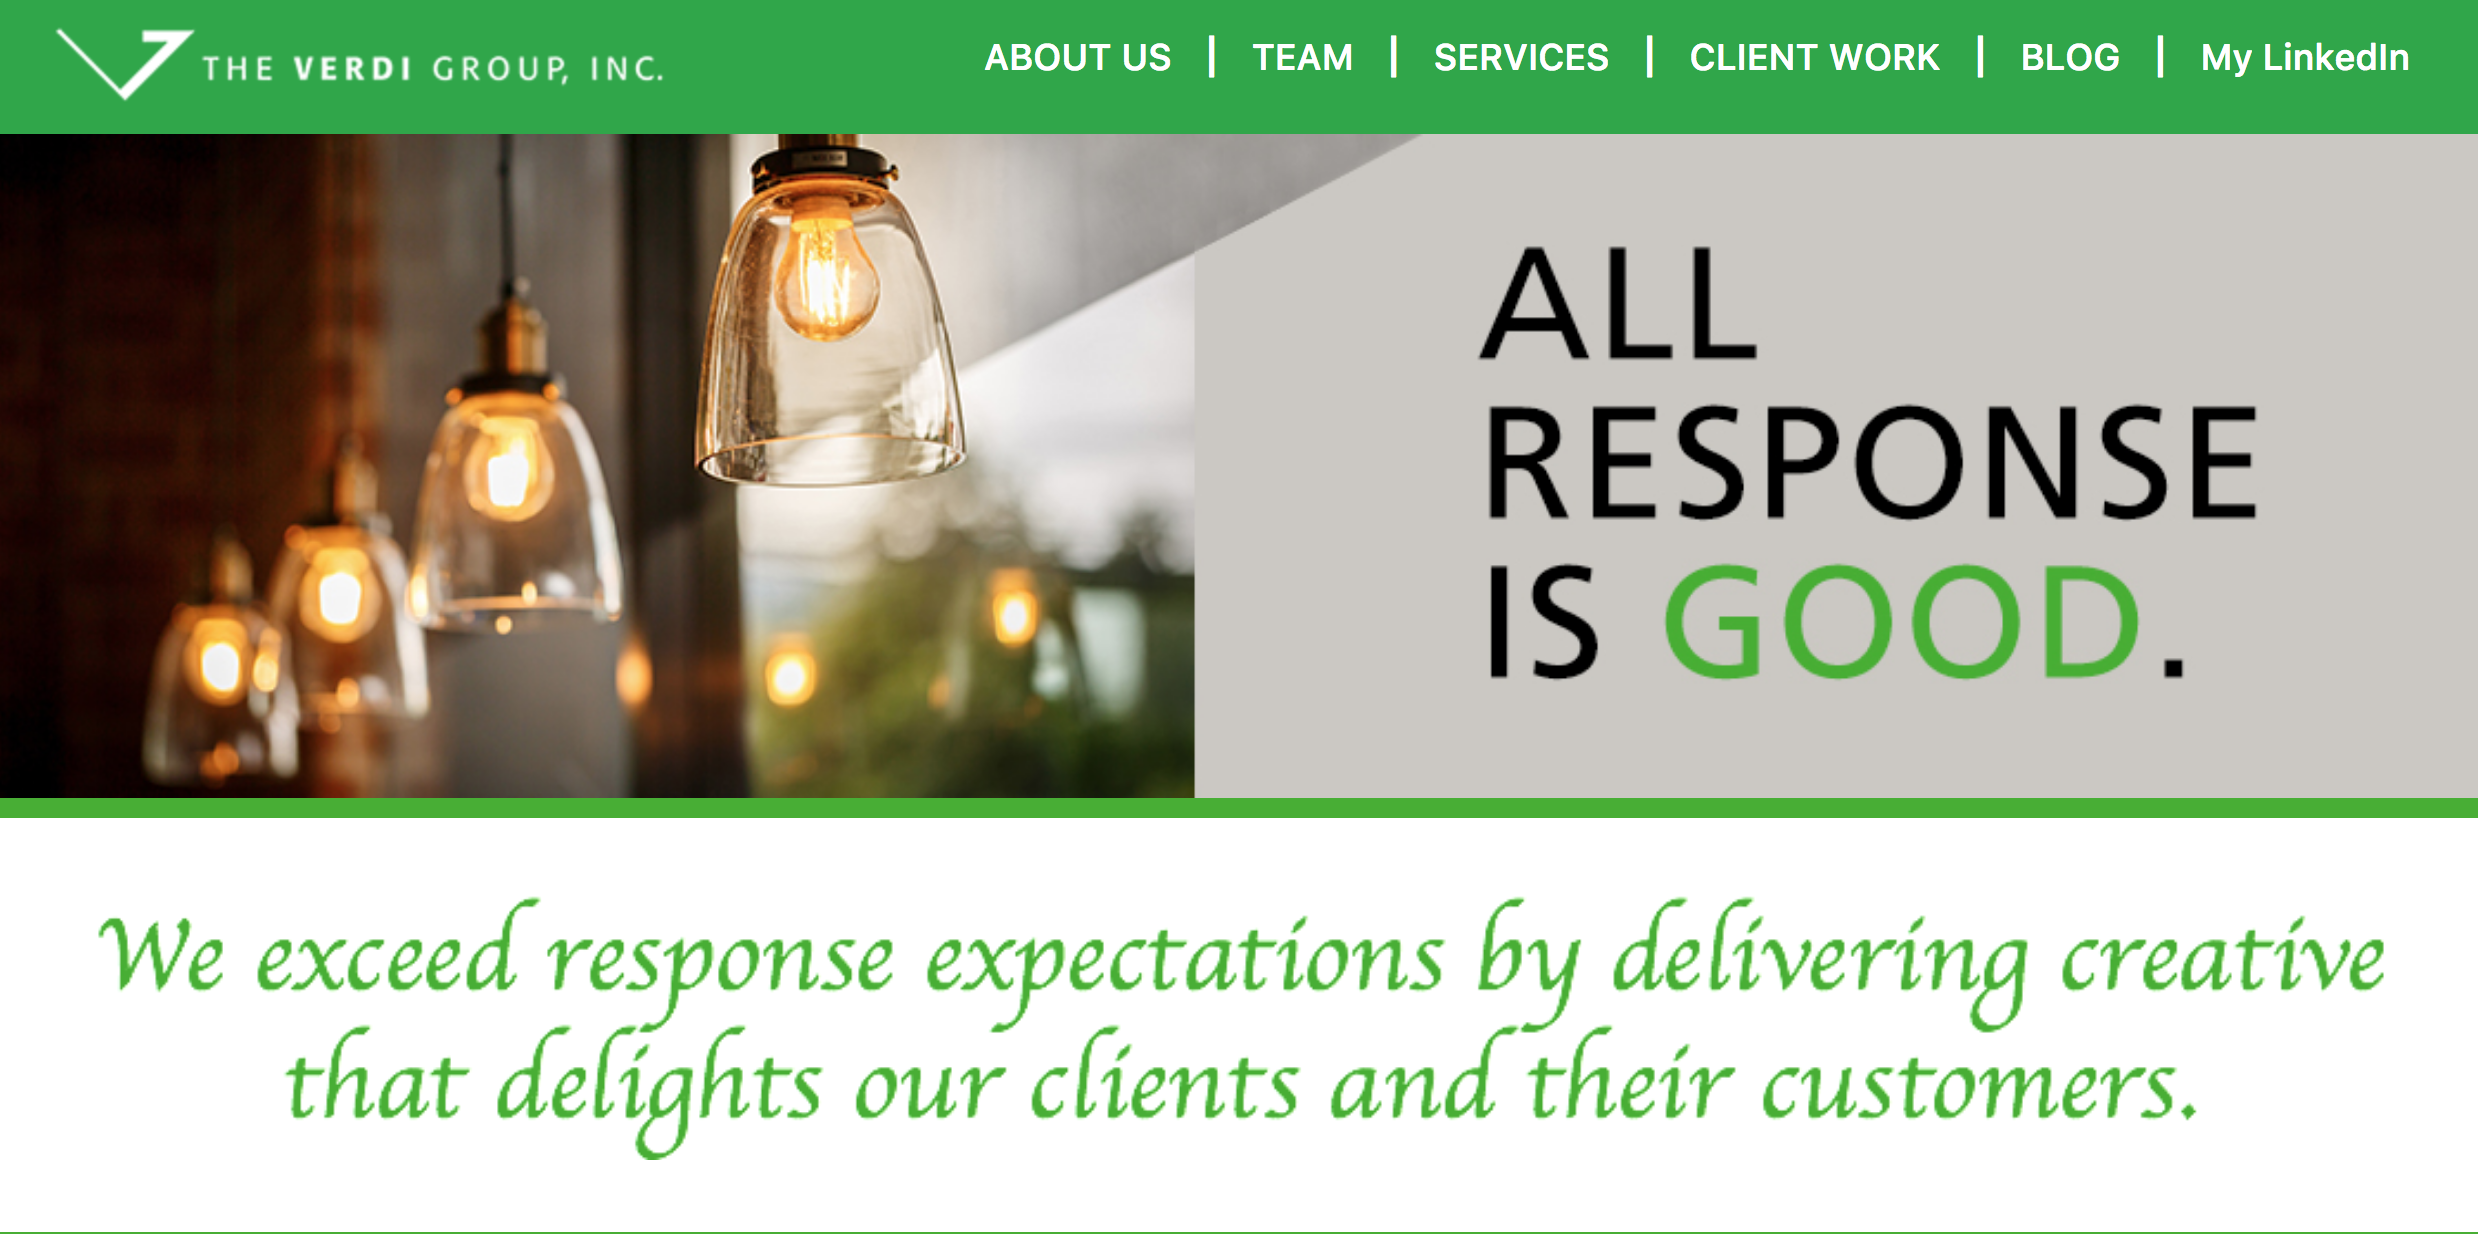 THE VERDI GROUP, INC.
ABOUT US | TEAM | SERVICES | CLIENT WORK | BLOG | My LinkedIn
ALL
RESPONSE
IS GOOD.
We exceed response expectations by delivering creative
that delights our clients and their customers.